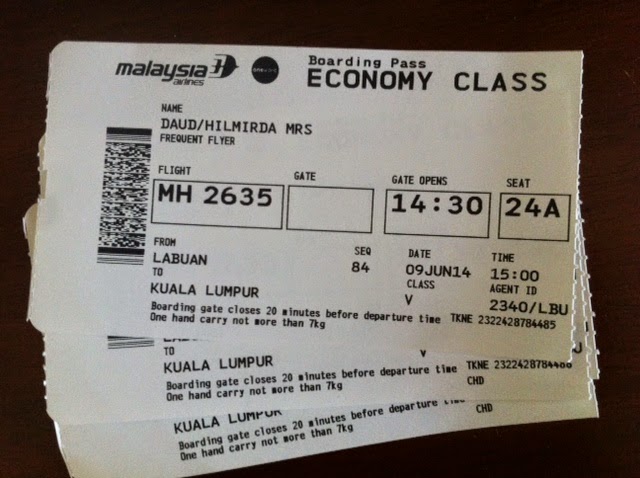 malaysia airlines oneworld
Boarding Pass
ECONOMY CLASS
NAME
DAUD/HILMIRDA MRS
FREQUENT FLYER
FLIGHT GATE GATE OPENS SEAT
MH 2635 14:30 24A
FROM SEQ DATE TIME
LABUAN 84 09JUN14 15:00
TO CLASS AGENT ID
KUALA LUMPUR V 2340/LBU
Boarding gate closes 20 minutes before departure time TKNE 2322428784485
One hand carry not more than 7kg
TO V
KUALA LUMPUR
Boarding gate closes 20 minutes before departure time TKNE
One hand carry not more than 7kg CHD
KUALA LUMPUR
Boarding gate closes 20 minutes before departure CHD
One hand carry not more than 7kg